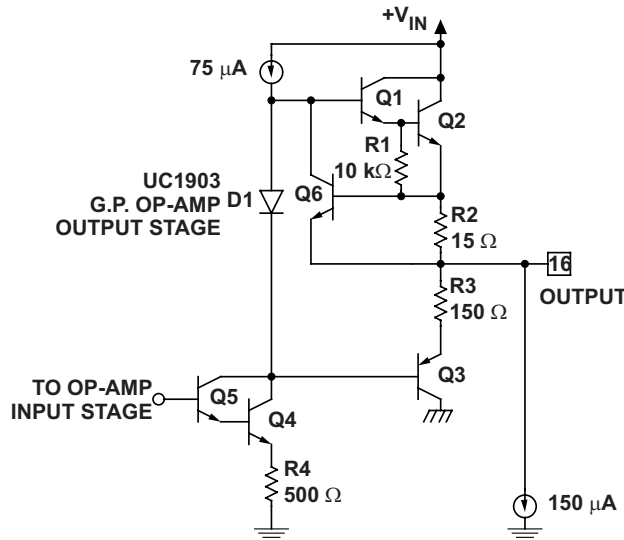 +V_IN
75 μA
Q1
Q2
R1
10 kΩ
UC1903
G.P. OP-AMP
OUTPUT STAGE
D1
Q6
R2
15 Ω
16
OUTPUT
R3
150 Ω
Q3
TO OP-AMP
INPUT STAGE
Q5
Q4
R4
500 Ω
150 μA